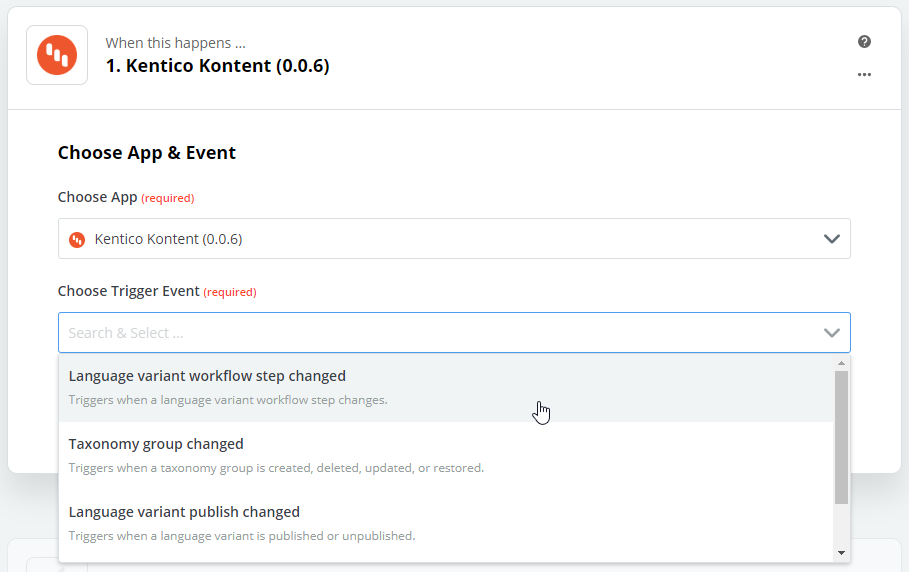 When this happens ...
1. Kentico Kontent (0.0.6)
Choose App & Event
Choose App (required)
Kentico Kontent (0.0.6)
Choose Trigger Event (required)
Search & Select ...
Language variant workflow step changed
Triggers when a language variant workflow step changes.
Taxonomy group changed
Triggers when a taxonomy group is created, deleted, updated, or restored.
Language variant publish changed
Triggers when a language variant is published or unpublished.